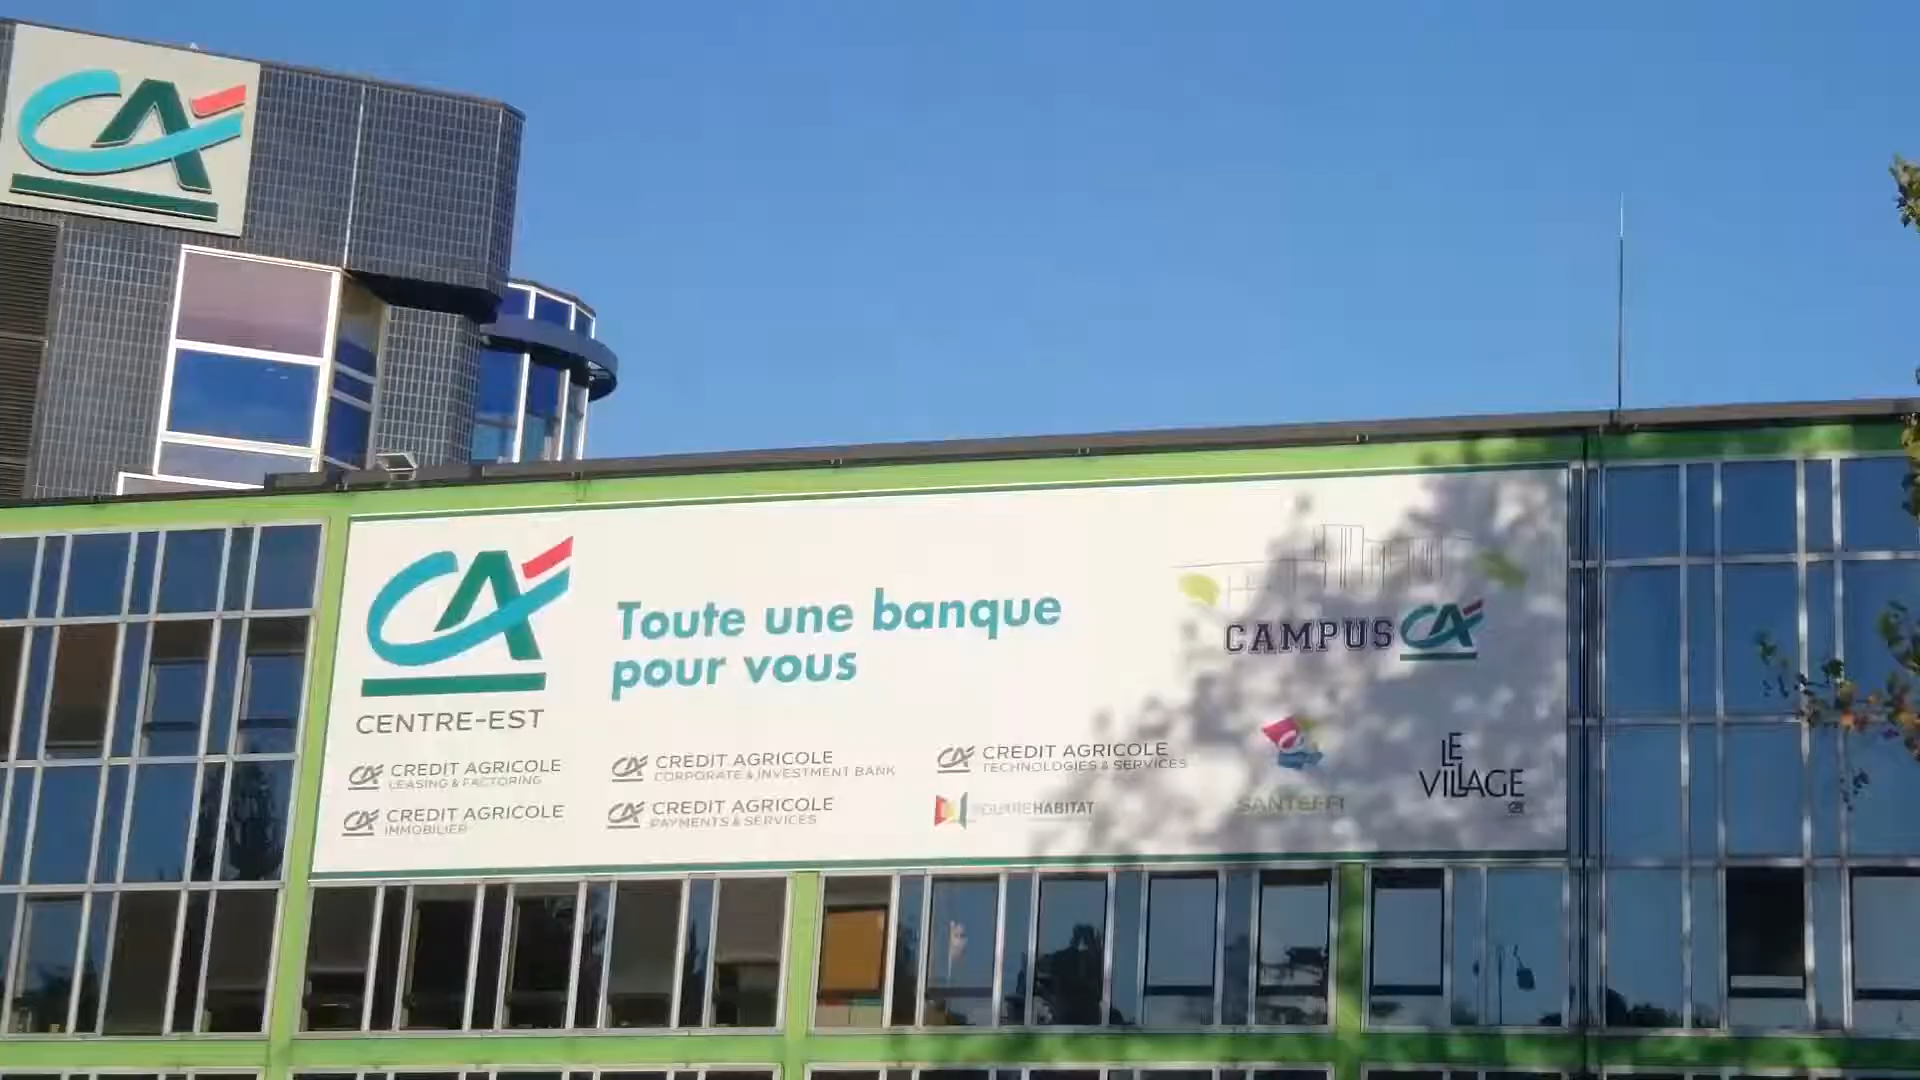 CA
CA
Toute une banque
pour vous
CENTRE-EST
CAMPUS CA
CA CREDIT AGRICOLE
LEASING & FACTORING
CA CREDIT AGRICOLE
CORPORATE & INVESTMENT BANK
CA CREDIT AGRICOLE
TECHNOLOGIES & SERVICES
CA CREDIT AGRICOLE
IMMOBILIER
CA CREDIT AGRICOLE
PAYMENTS & SERVICES
SQUAREHABITAT
LE
VILLAGE
CA